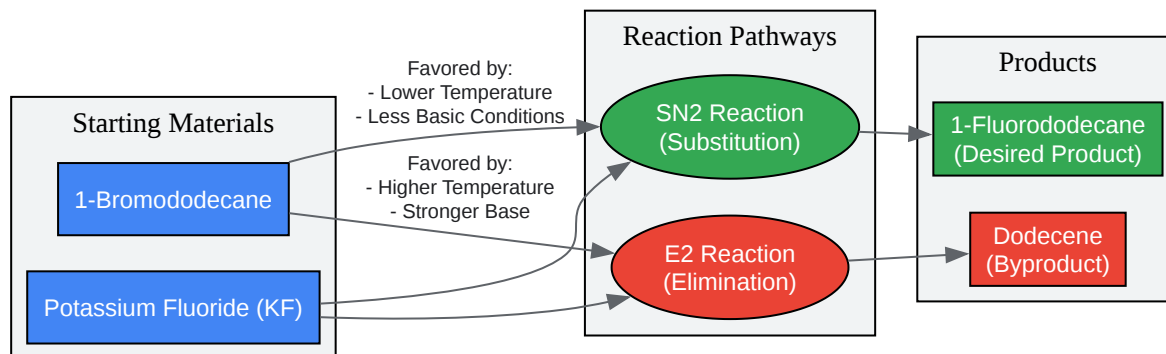 Starting Materials
1-Bromododecane
Potassium Fluoride (KF)
Favored by:
- Lower Temperature
- Less Basic Conditions
Favored by:
- Higher Temperature
- Stronger Base
Reaction Pathways
SN2 Reaction
(Substitution)
E2 Reaction
(Elimination)
Products
1-Fluorododecane
(Desired Product)
Dodecene
(Byproduct)